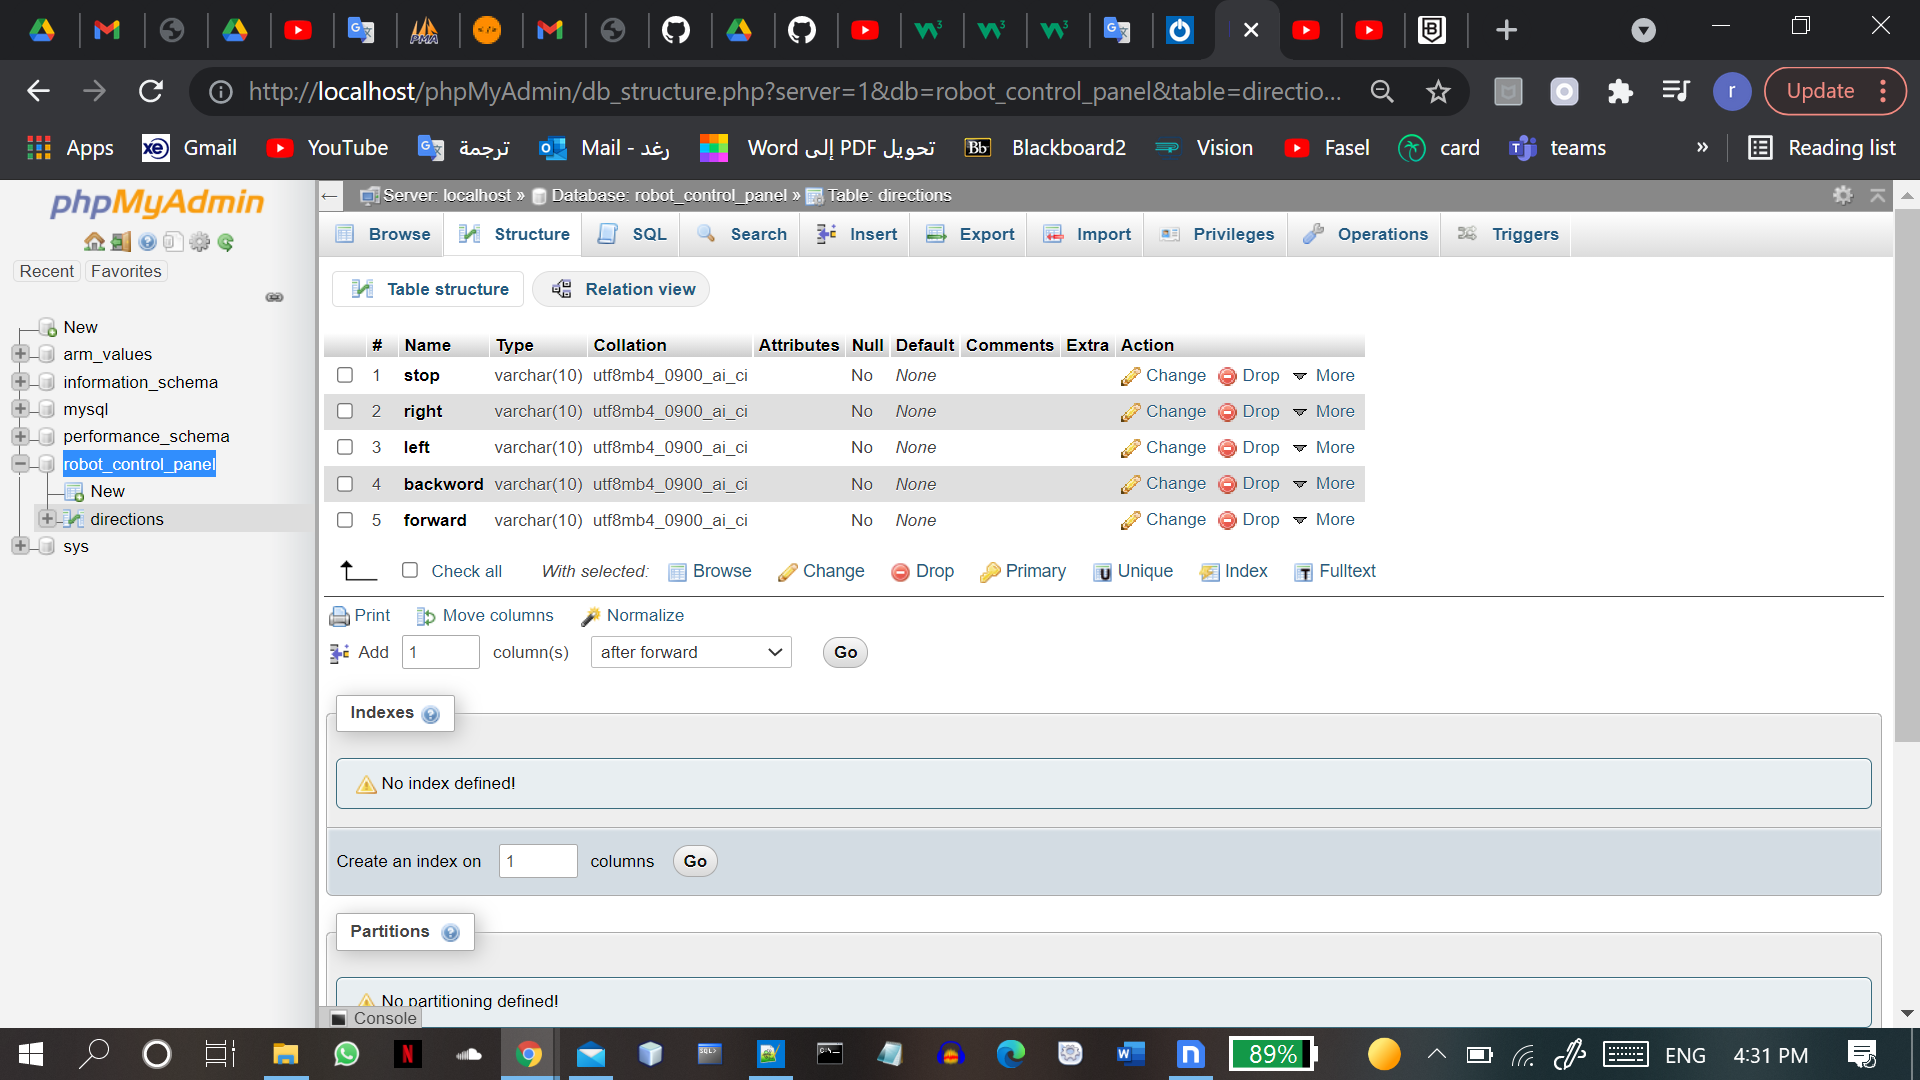 http://localhost/phpMyAdmin/db_structure.php?server=1&db=robot_control_panel&table=directio...
r
Update
Apps
Gmail
YouTube
ترجمة
Mail - رغد
تحويل PDF إلى Word
Blackboard2
Vision
Fasel
card
teams
»
Reading list
phpMyAdmin
Recent
Favorites
New
arm_values
information_schema
mysql
performance_schema
robot_control_panel
New
directions
sys
Server: localhost » Database: robot_control_panel » Table: directions
Browse Structure SQL Search Insert Export Import Privileges Operations Triggers
Table structure Relation view
# Name Type Collation Attributes Null Default Comments Extra Action
1 stop varchar(10) utf8mb4_0900_ai_ci No None Change Drop More
2 right varchar(10) utf8mb4_0900_ai_ci No None Change Drop More
3 left varchar(10) utf8mb4_0900_ai_ci No None Change Drop More
4 backword varchar(10) utf8mb4_0900_ai_ci No None Change Drop More
5 forward varchar(10) utf8mb4_0900_ai_ci No None Change Drop More
Check all With selected: Browse Change Drop Primary Unique Index Fulltext
Print Move columns Normalize
Add 1 column(s) after forward Go
Indexes
No index defined!
Create an index on 1 columns Go
Partitions
No partitioning defined!
Console
89%
ENG
4:31 PM